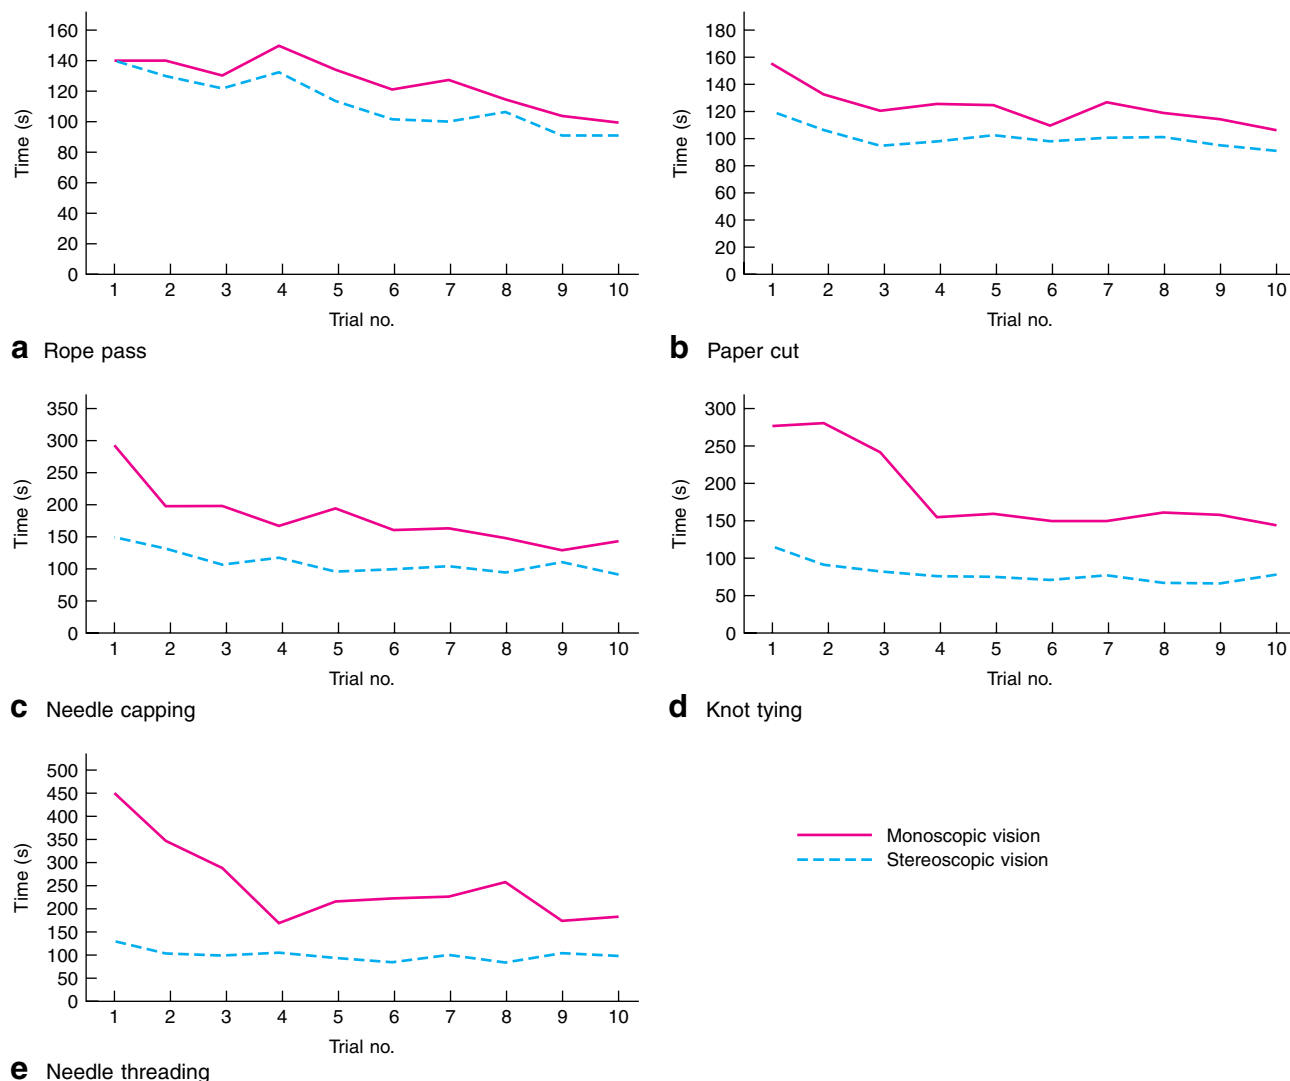 160
140
120
100
80
60
40
20
0
Time (s)
1 2 3 4 5 6 7 8 9 10
Trial no.
a Rope pass
180
160
140
120
100
80
60
40
20
0
Time (s)
1 2 3 4 5 6 7 8 9 10
Trial no.
b Paper cut
350
300
250
200
150
100
50
0
Time (s)
1 2 3 4 5 6 7 8 9 10
Trial no.
c Needle capping
300
250
200
150
100
50
0
Time (s)
1 2 3 4 5 6 7 8 9 10
Trial no.
d Knot tying
500
450
400
350
300
250
200
150
100
50
0
Time (s)
1 2 3 4 5 6 7 8 9 10
Trial no.
e Needle threading
Monoscopic vision
Stereoscopic vision